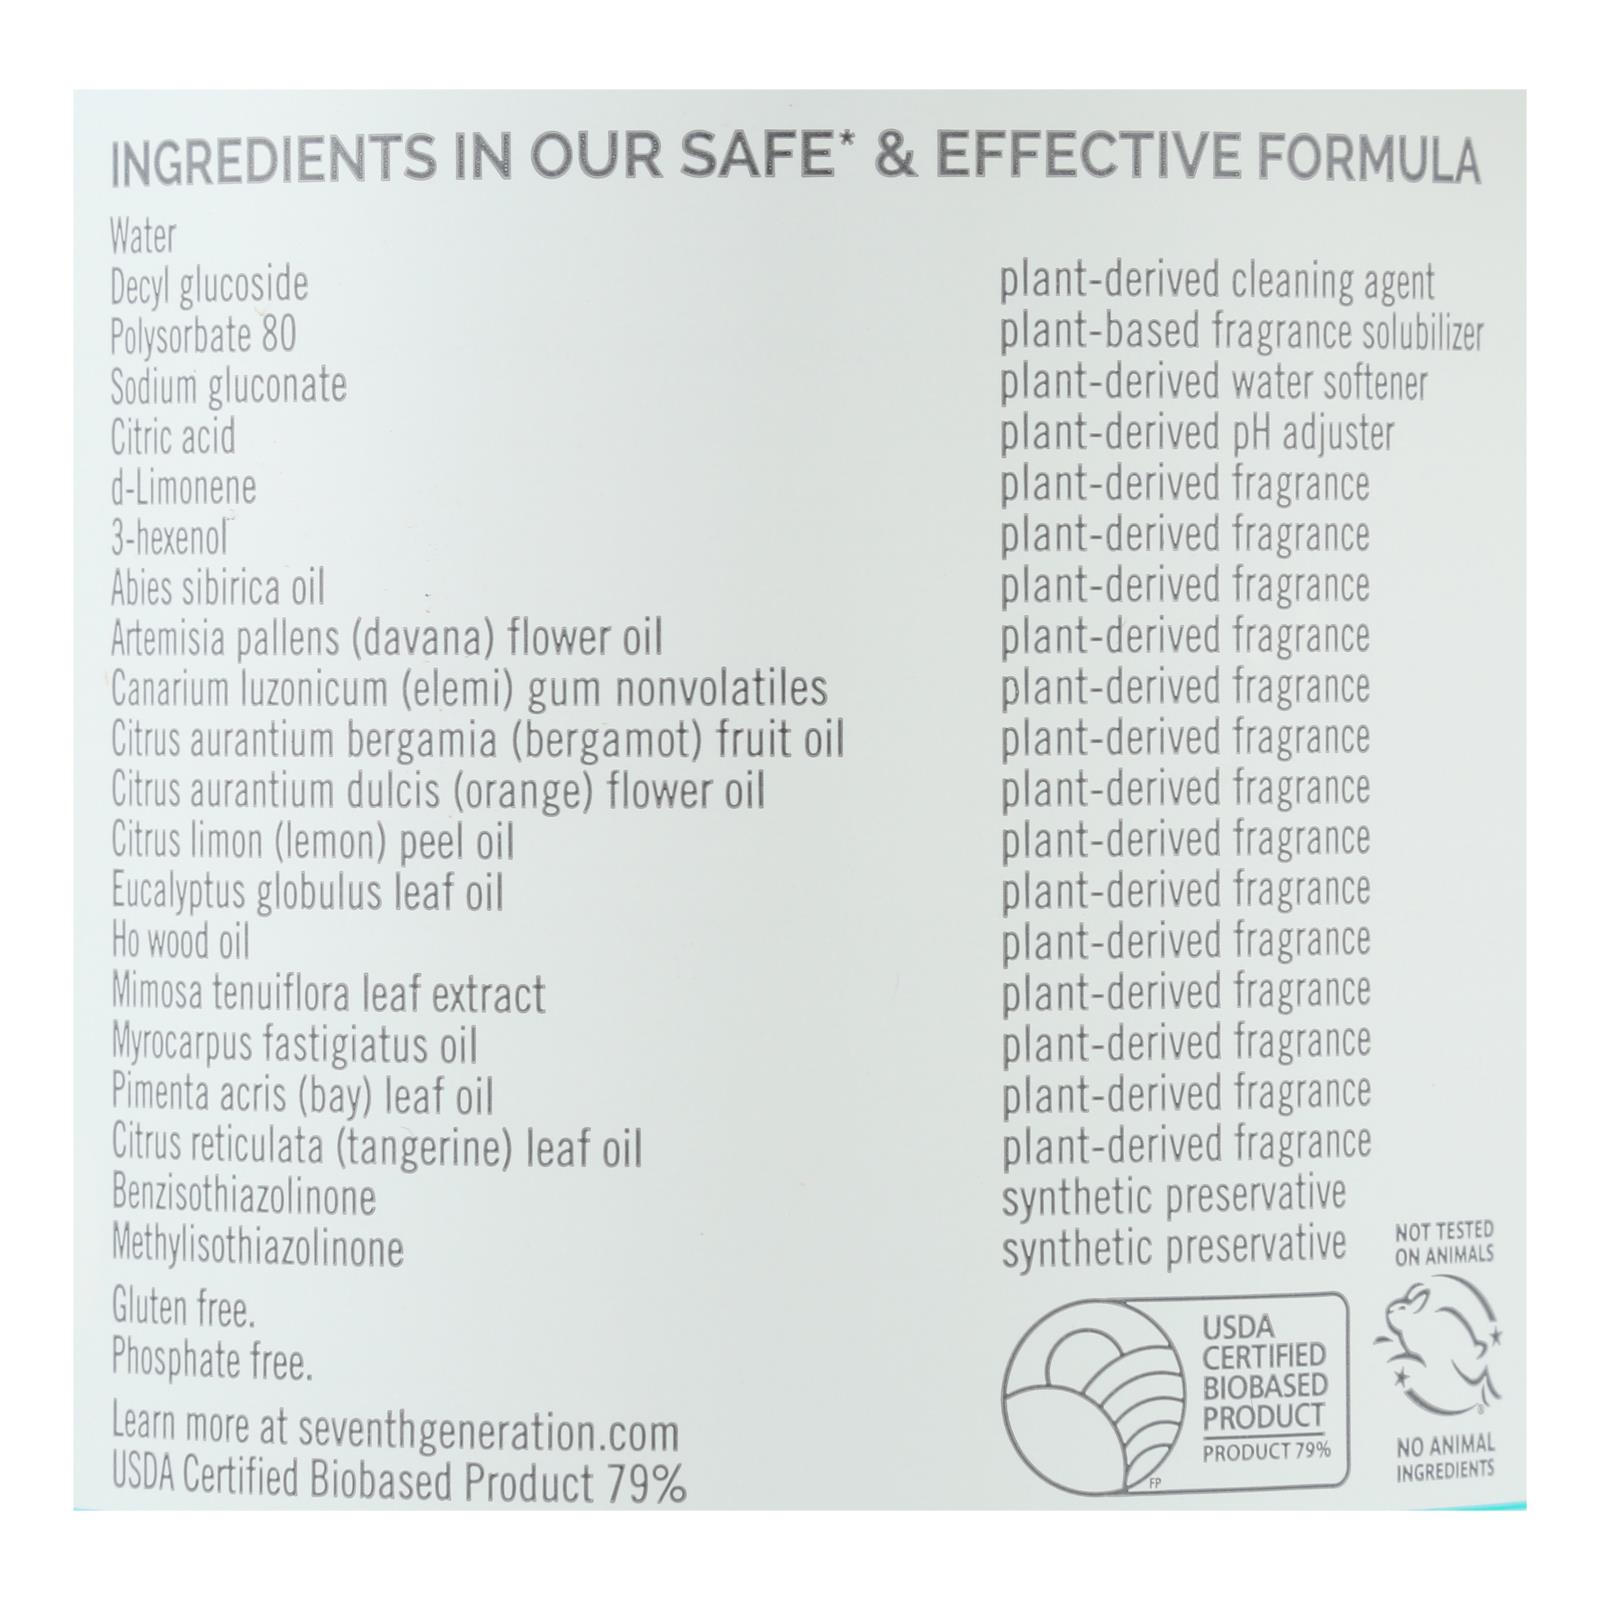 INGREDIENTS IN OUR SAFE* & EFFECTIVE FORMULA
Water
Decyl glucoside plant-derived cleaning agent
Polysorbate 80 plant-based fragrance solubilizer
Sodium gluconate plant-derived water softener
Citric acid plant-derived pH adjuster
d-Limonene plant-derived fragrance
3-hexenol plant-derived fragrance
Abies sibirica oil plant-derived fragrance
Artemisia pallens (davana) flower oil plant-derived fragrance
Canarium luzonicum (elemi) gum nonvolatiles plant-derived fragrance
Citrus aurantium bergamia (bergamot) fruit oil plant-derived fragrance
Citrus aurantium dulcis (orange) flower oil plant-derived fragrance
Citrus limon (lemon) peel oil plant-derived fragrance
Eucalyptus globulus leaf oil plant-derived fragrance
Ho wood oil plant-derived fragrance
Mimosa tenuiflora leaf extract plant-derived fragrance
Myrocarpus fastigiatus oil plant-derived fragrance
Pimenta acris (bay) leaf oil plant-derived fragrance
Citrus reticulata (tangerine) leaf oil plant-derived fragrance
Benzisothiazolinone synthetic preservative
Methylisothiazolinone synthetic preservative
Gluten free.
Phosphate free.
Learn more at seventhgeneration.com
USDA Certified Biobased Product 79%
USDA
CERTIFIED
BIOBASED
PRODUCT
PRODUCT 79%
FP
NOT TESTED
ON ANIMALS
®
NO ANIMAL
INGREDIENTS